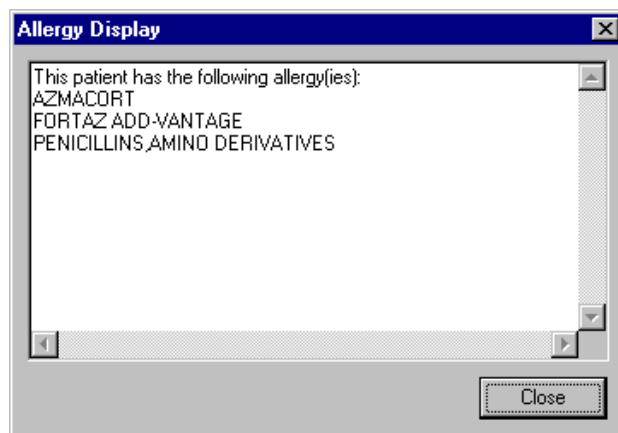 Allergy Display
This patient has the following allergy(ies):
AZMACORT
FORTAZ ADD-VANTAGE
PENICILLINS,AMINO DERIVATIVES
Close